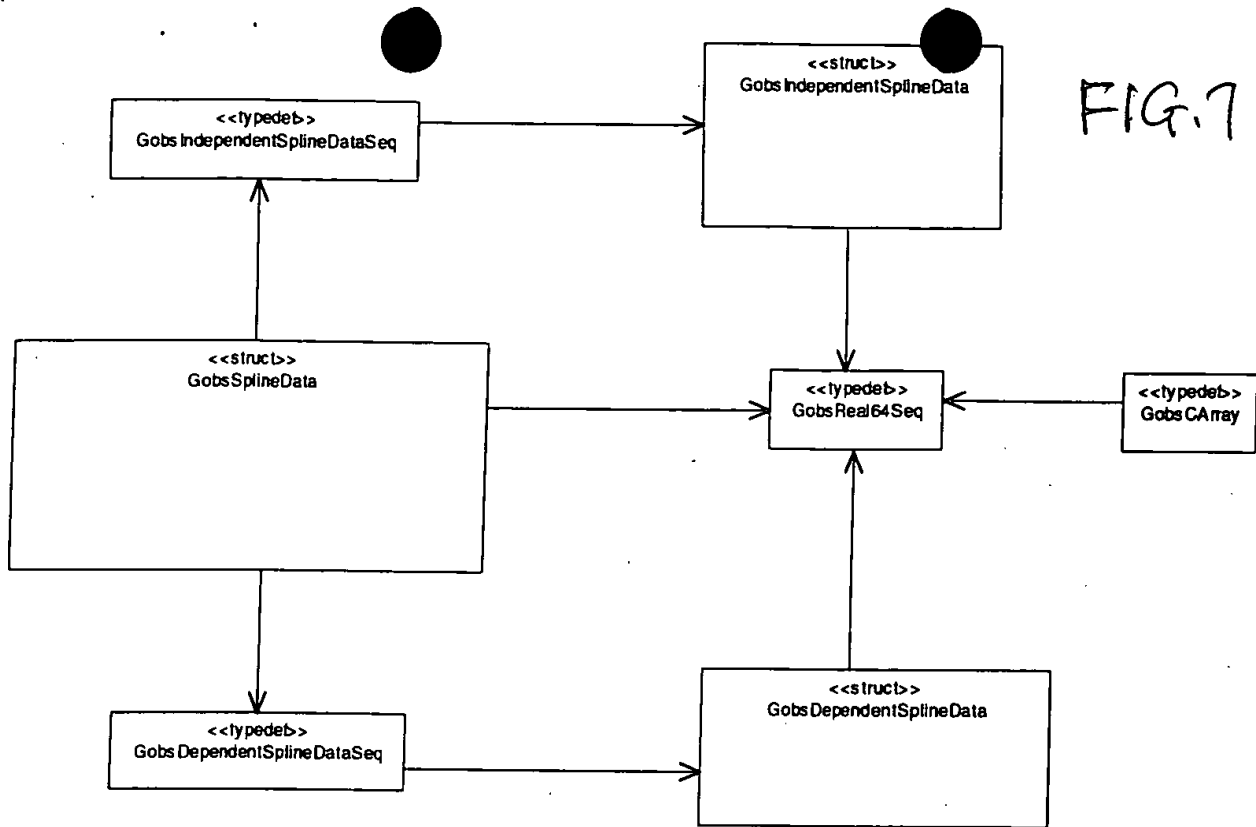 <<struct>>
GobsIndependentSplineData
FIG.7
<<typedef>>
GobsIndependentSplineDataSeq
<<struct>>
GobsSplineData
<<typedef>>
GobsReal64Seq
<<typedef>>
GobsCArray
<<struct>>
GobsDependentSplineData
<<typedef>>
GobsDependentSplineDataSeq